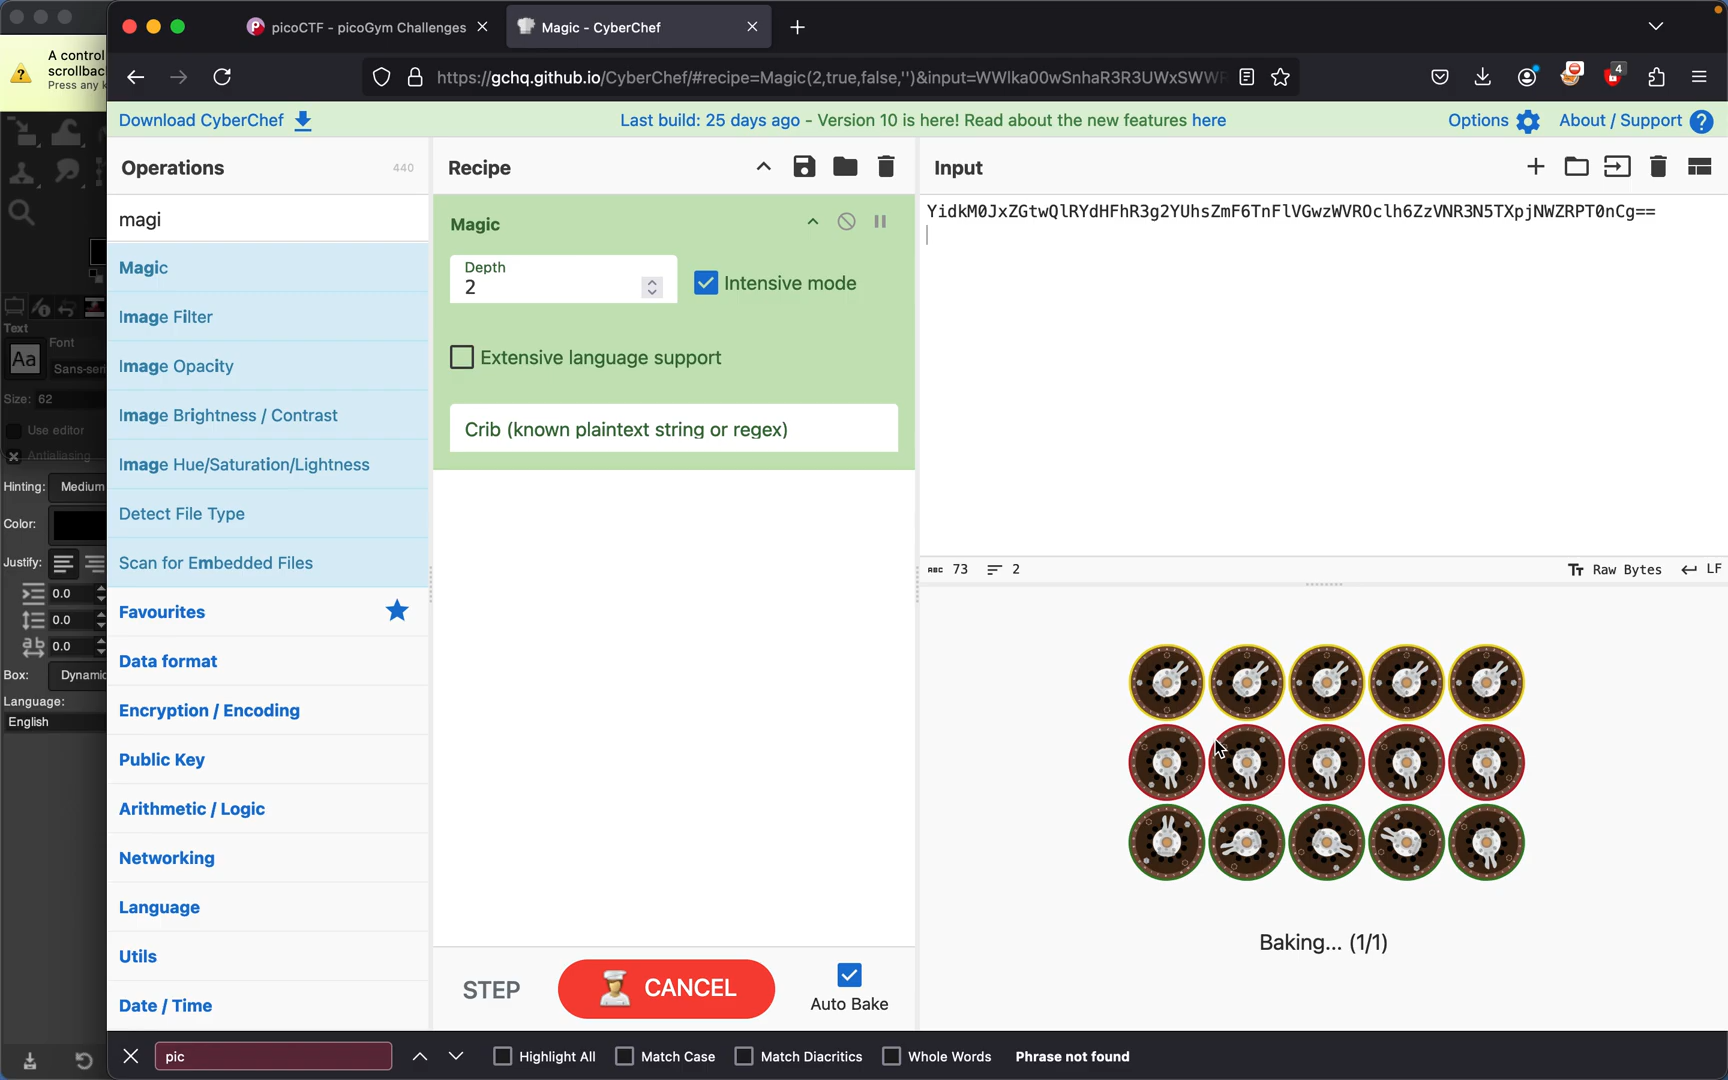 A control
scrollbac
Press any k
picoCTF - picoGym Challenges
Magic - CyberChef
https://gchq.github.io/CyberChef/#recipe=Magic(2,true,false,'')&input=WWlka00wSnhaR3R3UWxSWWR
4
Download CyberChef
Last build: 25 days ago - Version 10 is here! Read about the new features here
Options
About / Support
Operations
440
Recipe
Input
magi
Magic
Image Filter
Image Opacity
Image Brightness / Contrast
Image Hue/Saturation/Lightness
Detect File Type
Scan for Embedded Files
Favourites
Data format
Encryption / Encoding
Public Key
Arithmetic / Logic
Networking
Language
Utils
Date / Time
Magic
Depth
2
Intensive mode
Extensive language support
Crib (known plaintext string or regex)
STEP
CANCEL
Auto Bake
YidkM0JxZGtwQlRYdHFhR3g2YUhsZmF6TnFlVGwzWVROclh6ZzVNR3N5TXpjNWZRPT0nCg==
ABC 73
2
Tr Raw Bytes
LF
Baking... (1/1)
Text
Font
Aa
Sans-seri
Size: 62
Use editor
Antialiasing
Hinting: Medium
Color:
Justify:
0.0
0.0
0.0
Box: Dynamic
Language:
English
pic
Highlight All
Match Case
Match Diacritics
Whole Words
Phrase not found